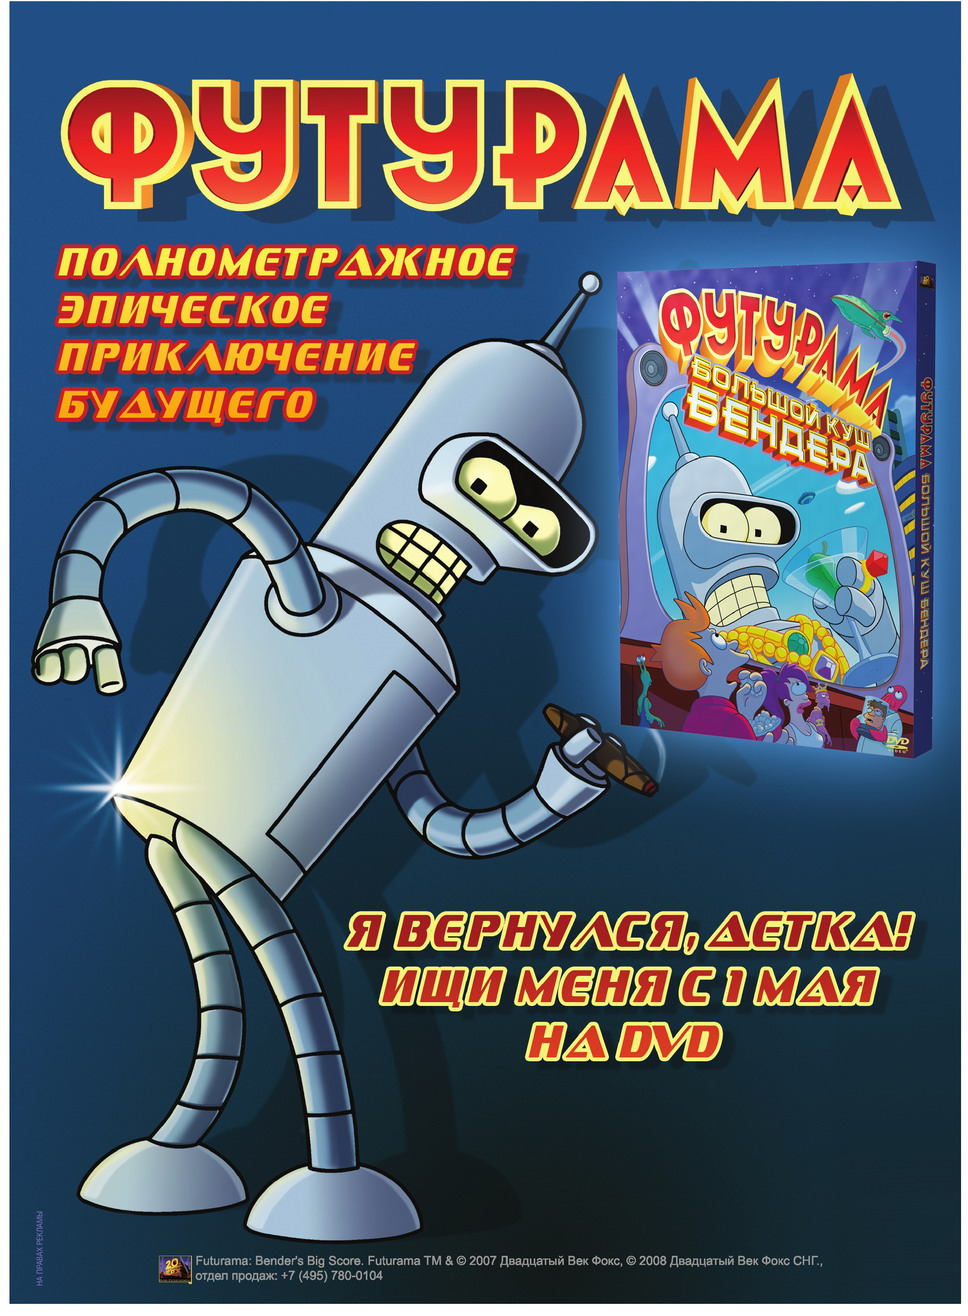 ФУТУРАМА
ПОЛНОМЕТРАЖНОЕ
ЭПИЧЕСКОЕ
ПРИКЛЮЧЕНИЕ
БУДУЩЕГО
ФУТУРАМА
БОЛЬШОЙ КУШ
БЕНДЕРА
ФУТУРАМА БОЛЬШОЙ КУШ БЕНДЕРА
DVD
VIDEO
Я ВЕРНУЛСЯ, ДЕТКА!
ИЩИ МЕНЯ С 1 МАЯ
НА DVD
НА ПРАВАХ РЕКЛАМЫ
20
Futurama: Bender's Big Score. Futurama TM & © 2007 Двадцатый Век Фокс, © 2008 Двадцатый Век Фокс СНГ.,
отдел продаж: +7 (495) 780-0104